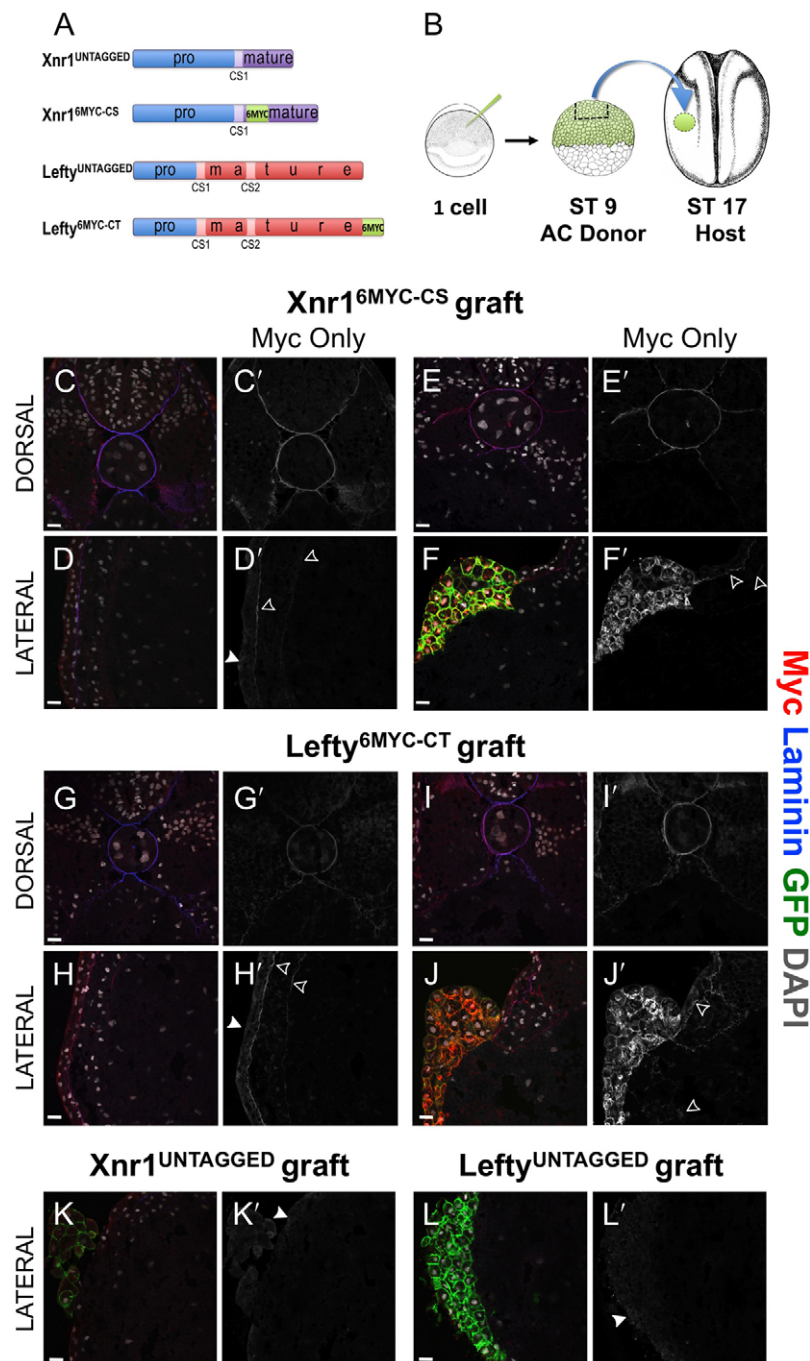 A
B
Xnr1UNTAGGED
pro
mature
CS1
Xnr16MYC-CS
pro
6MYC
mature
CS1
LeftyUNTAGGED
pro
m a t u r e
CS1
CS2
Lefty6MYC-CT
pro
m a t u r e
6MYC
CS1
CS2
1 cell
ST 9
AC Donor
ST 17
Host
Xnr16MYC-CS graft
Myc Only
Myc Only
DORSAL
C
C′
E
E′
LATERAL
D
D′
F
F′
Lefty6MYC-CT graft
DORSAL
G
G′
I
I′
LATERAL
H
H′
J
J′
Xnr1UNTAGGED graft
LeftyUNTAGGED graft
LATERAL
K
K′
L
L′
Myc Laminin GFP DAPI